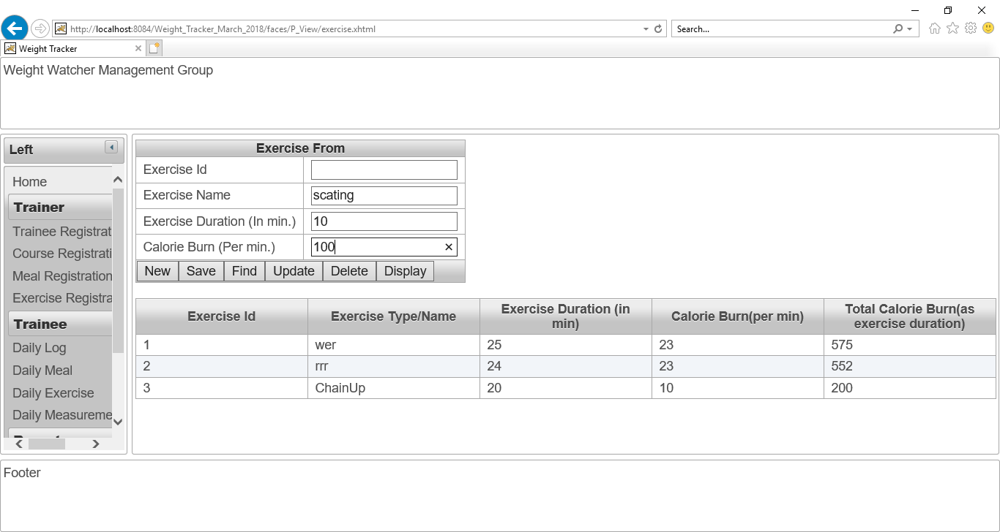 http://localhost:8084/Weight_Tracker_March_2018/faces/P_View/exercise.xhtml
Search...
Weight Tracker
Weight Watcher Management Group
Left
Home
Trainer
Trainee Registrat
Course Registrati
Meal Registration
Exercise Registra
Trainee
Daily Log
Daily Meal
Daily Exercise
Daily Measureme
Exercise From
Exercise Id
Exercise Name scating
Exercise Duration (In min.) 10
Calorie Burn (Per min.) 100
New Save Find Update Delete Display
Exercise Id Exercise Type/Name Exercise Duration (in min) Calorie Burn(per min) Total Calorie Burn(as exercise duration)
1 wer 25 23 575
2 rrr 24 23 552
3 ChainUp 20 10 200
Footer